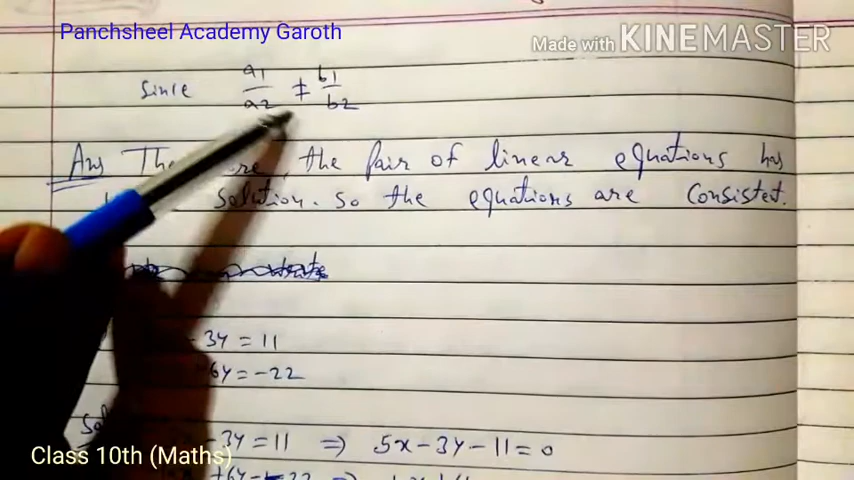 Panchsheel Academy Garoth
Made with KINEMASTER
Since a1/a2 ≠ b1/b2
Ans The , the pair of linear equations has
solution. So the equations are Consistent.
- 3y = 11
6y = -22
- 3y = 11 ⇒ 5x - 3y - 11 = 0
Class 10th (Maths)
+6y = -22 ⇒